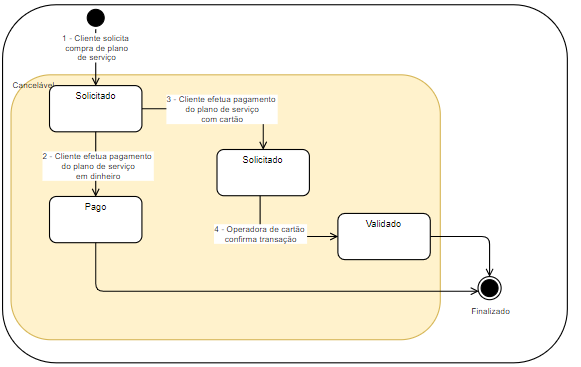 1 - Cliente solicita
compra de plano
de serviço
Cancelável
Solicitado
3 - Cliente efetua pagamento
do plano de serviço
com cartão
2 - Cliente efetua pagamento
do plano de serviço
em dinheiro
Solicitado
Pago
4 - Operadora de cartão
confirma transação
Validado
Finalizado